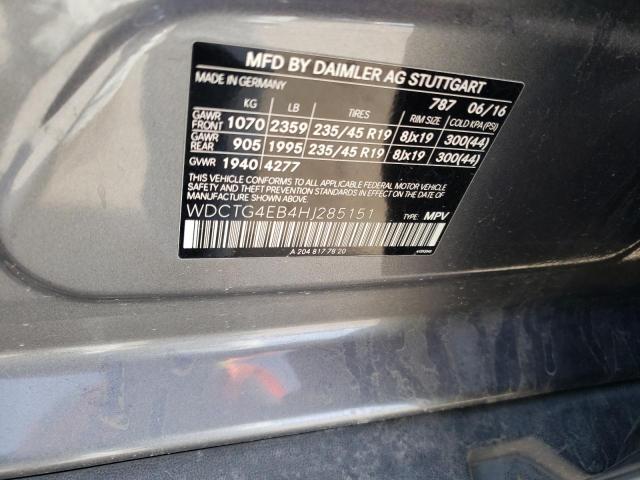 MFD BY DAIMLER AG STUTTGART
MADE IN GERMANY 787 06/16
KG LB TIRES RIM SIZE COLD KPA(PSI)
GAWR FRONT 1070 2359 235/45 R19 8Jx19 300(44)
GAWR REAR 905 1995 235/45 R19 8Jx19 300(44)
GVWR 1940 4277
THIS VEHICLE CONFORMS TO ALL APPLICABLE FEDERAL MOTOR VEHICLE
SAFETY, BUMPER, AND THEFT PREVENTION STANDARDS IN EFFECT ON THE DATE OF
MANUFACTURE SHOWN ABOVE.
WDCTG4EB4HJ285151 TYPE: MPV
A 204 817 78 20